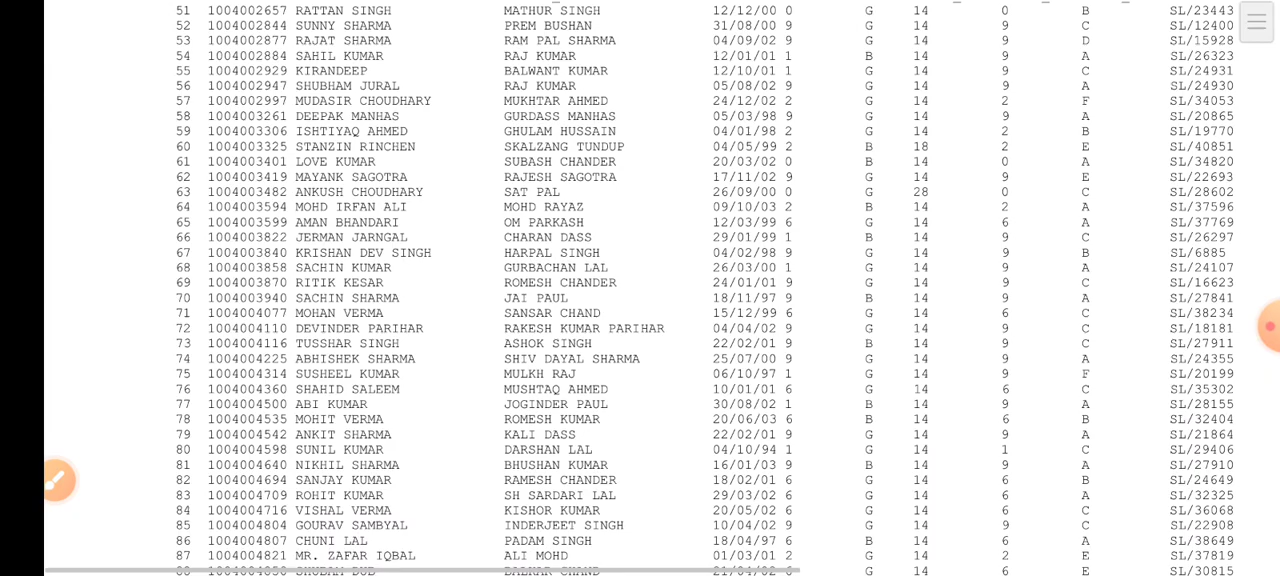 51 1004002657 RATTAN SINGH MATHUR SINGH 12/12/00 0 G 14 0 B SL/23443
52 1004002844 SUNNY SHARMA PREM BUSHAN 31/08/00 9 G 14 9 C SL/12400
53 1004002877 RAJAT SHARMA RAM PAL SHARMA 04/09/02 9 G 14 9 D SL/15928
54 1004002884 SAHIL KUMAR RAJ KUMAR 12/01/01 1 B 14 9 A SL/26323
55 1004002929 KIRANDEEP BALWANT KUMAR 12/10/01 1 G 14 9 C SL/24931
56 1004002947 SHUBHAM JURAL RAJ KUMAR 05/08/02 9 G 14 9 A SL/24930
57 1004002997 MUDASIR CHOUDHARY MUKHTAR AHMED 24/12/02 2 G 14 2 F SL/34053
58 1004003261 DEEPAK MANHAS GURDASS MANHAS 05/03/98 9 G 14 9 A SL/20865
59 1004003306 ISHTIYAQ AHMED GHULAM HUSSAIN 04/01/98 2 G 14 2 B SL/19770
60 1004003325 STANZIN RINCHEN SKALZANG TUNDUP 04/05/99 2 B 18 2 E SL/40851
61 1004003401 LOVE KUMAR SUBASH CHANDER 20/03/02 0 B 14 0 A SL/34820
62 1004003419 MAYANK SAGOTRA RAJESH SAGOTRA 17/11/02 9 G 14 9 E SL/22693
63 1004003482 ANKUSH CHOUDHARY SAT PAL 26/09/00 0 G 28 0 C SL/28602
64 1004003594 MOHD IRFAN ALI MOHD RAYAZ 09/10/03 2 B 14 2 A SL/37596
65 1004003599 AMAN BHANDARI OM PARKASH 12/03/99 6 G 14 6 A SL/37769
66 1004003822 JERMAN JARNGAL CHARAN DASS 29/01/99 1 B 14 9 C SL/26297
67 1004003840 KRISHAN DEV SINGH HARPAL SINGH 04/02/98 9 G 14 9 B SL/6885
68 1004003858 SACHIN KUMAR GURBACHAN LAL 26/03/00 1 G 14 9 A SL/24107
69 1004003870 RITIK KESAR ROMESH CHANDER 24/01/01 9 G 14 9 C SL/16623
70 1004003940 SACHIN SHARMA JAI PAUL 18/11/97 9 B 14 9 A SL/27841
71 1004004077 MOHAN VERMA SANSAR CHAND 15/12/99 6 G 14 6 C SL/38234
72 1004004110 DEVINDER PARIHAR RAKESH KUMAR PARIHAR 04/04/02 9 G 14 9 C SL/18181
73 1004004116 TUSSHAR SINGH ASHOK SINGH 22/02/01 9 B 14 9 C SL/27911
74 1004004225 ABHISHEK SHARMA SHIV DAYAL SHARMA 25/07/00 9 G 14 9 A SL/24355
75 1004004314 SUSHEEL KUMAR MULKH RAJ 06/10/97 1 G 14 9 F SL/20199
76 1004004360 SHAHID SALEEM MUSHTAQ AHMED 10/01/01 6 G 14 6 C SL/35302
77 1004004500 ABI KUMAR JOGINDER PAUL 30/08/02 1 B 14 9 A SL/28155
78 1004004535 MOHIT VERMA ROMESH KUMAR 20/06/03 6 B 14 6 B SL/32404
79 1004004542 ANKIT SHARMA KALI DASS 22/02/01 9 G 14 9 A SL/21864
80 1004004598 SUNIL KUMAR DARSHAN LAL 04/10/94 1 G 14 1 C SL/29406
81 1004004640 NIKHIL SHARMA BHUSHAN KUMAR 16/01/03 9 B 14 9 A SL/27910
82 1004004694 SANJAY KUMAR RAMESH CHANDER 18/02/01 6 G 14 6 B SL/24649
83 1004004709 ROHIT KUMAR SH SARDARI LAL 29/03/02 6 G 14 6 A SL/32325
84 1004004716 VISHAL VERMA KISHOR KUMAR 20/05/02 6 G 14 6 C SL/36068
85 1004004804 GOURAV SAMBYAL INDERJEET SINGH 10/04/02 9 G 14 9 C SL/22908
86 1004004807 CHUNI LAL PADAM SINGH 18/04/97 6 B 14 6 A SL/38649
87 1004004821 MR. ZAFAR IQBAL ALI MOHD 01/03/01 2 G 14 2 E SL/37819
G 14 6 E SL/30815